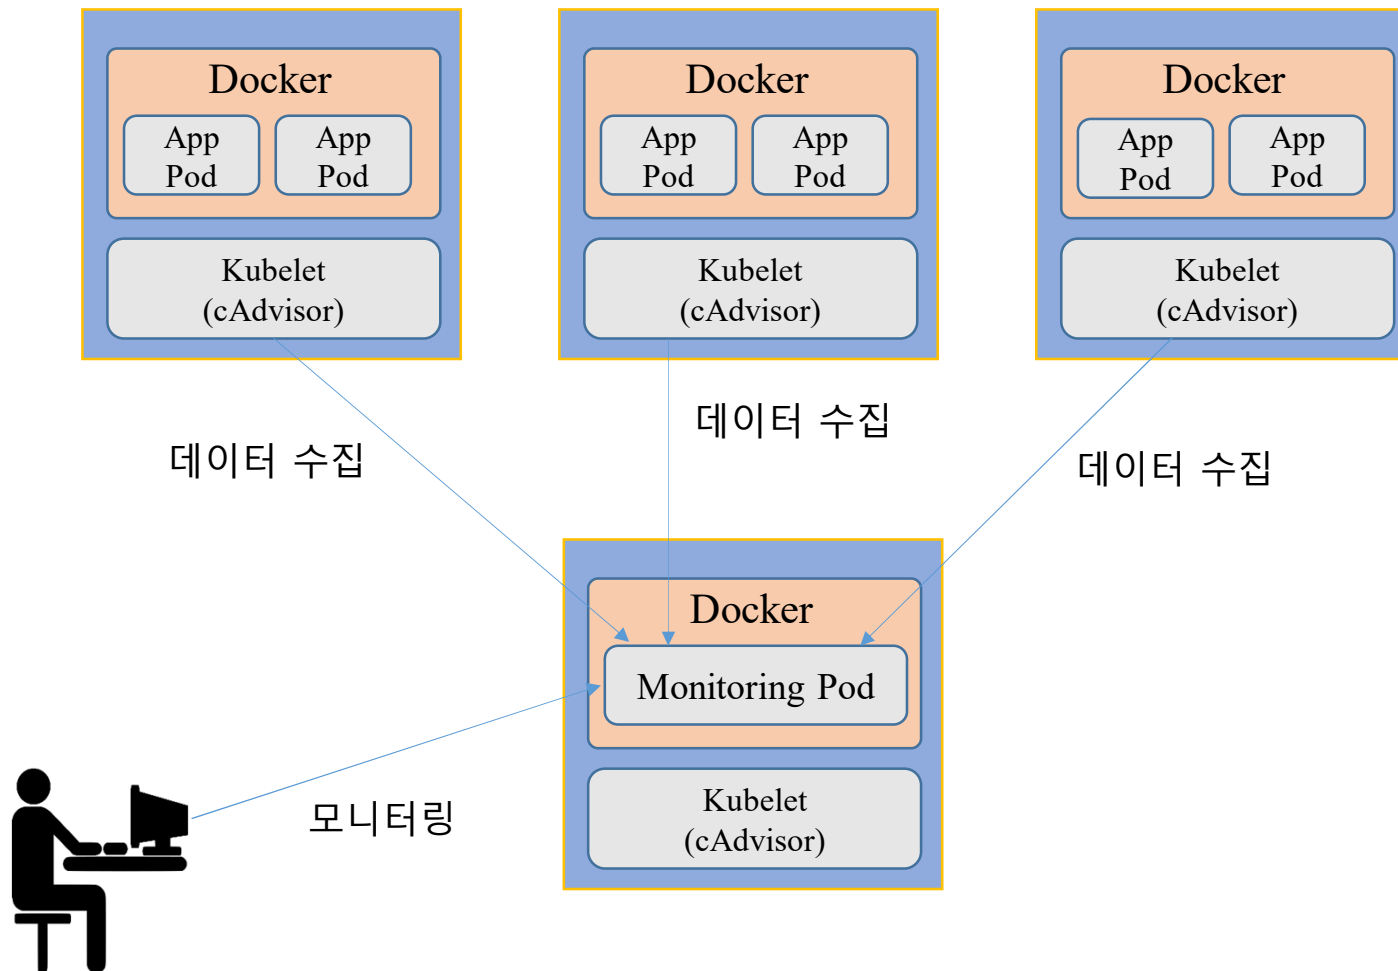 Docker
App
Pod
App
Pod
Kubelet
(cAdvisor)
Docker
App
Pod
App
Pod
Kubelet
(cAdvisor)
Docker
App
Pod
App
Pod
Kubelet
(cAdvisor)
데이터 수집
데이터 수집
데이터 수집
Docker
Monitoring Pod
Kubelet
(cAdvisor)
모니터링